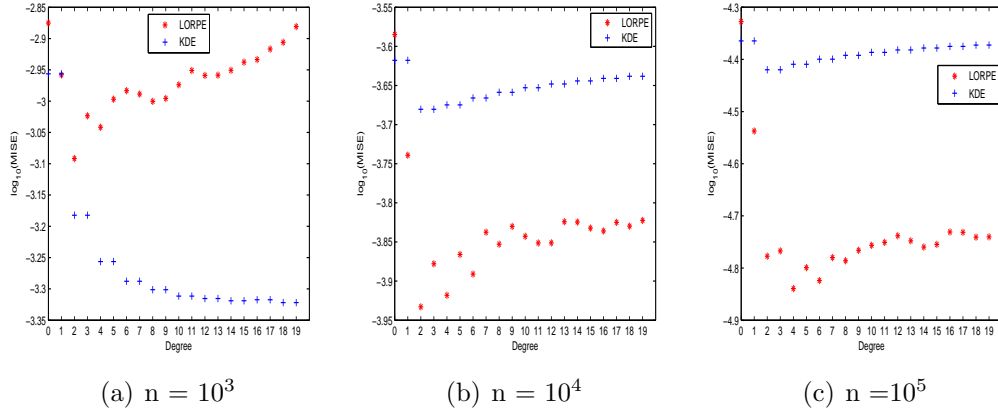 LORPE
KDE
−2.85
−2.9
−2.95
−3
−3.05
−3.1
−3.15
−3.2
−3.25
−3.3
−3.35
log10(MISE)
0 1 2 3 4 5 6 7 8 9 10 11 12 13 14 15 16 17 18 19
Degree
(a) n = 10³
LORPE
KDE
−3.55
−3.6
−3.65
−3.7
−3.75
−3.8
−3.85
−3.9
−3.95
log10(MISE)
0 1 2 3 4 5 6 7 8 9 10 11 12 13 14 15 16 17 18 19
Degree
(b) n = 10⁴
LORPE
KDE
−4.3
−4.4
−4.5
−4.6
−4.7
−4.8
−4.9
log10(MISE)
0 1 2 3 4 5 6 7 8 9 10 11 12 13 14 15 16 17 18 19
Degree
(c) n =10⁵